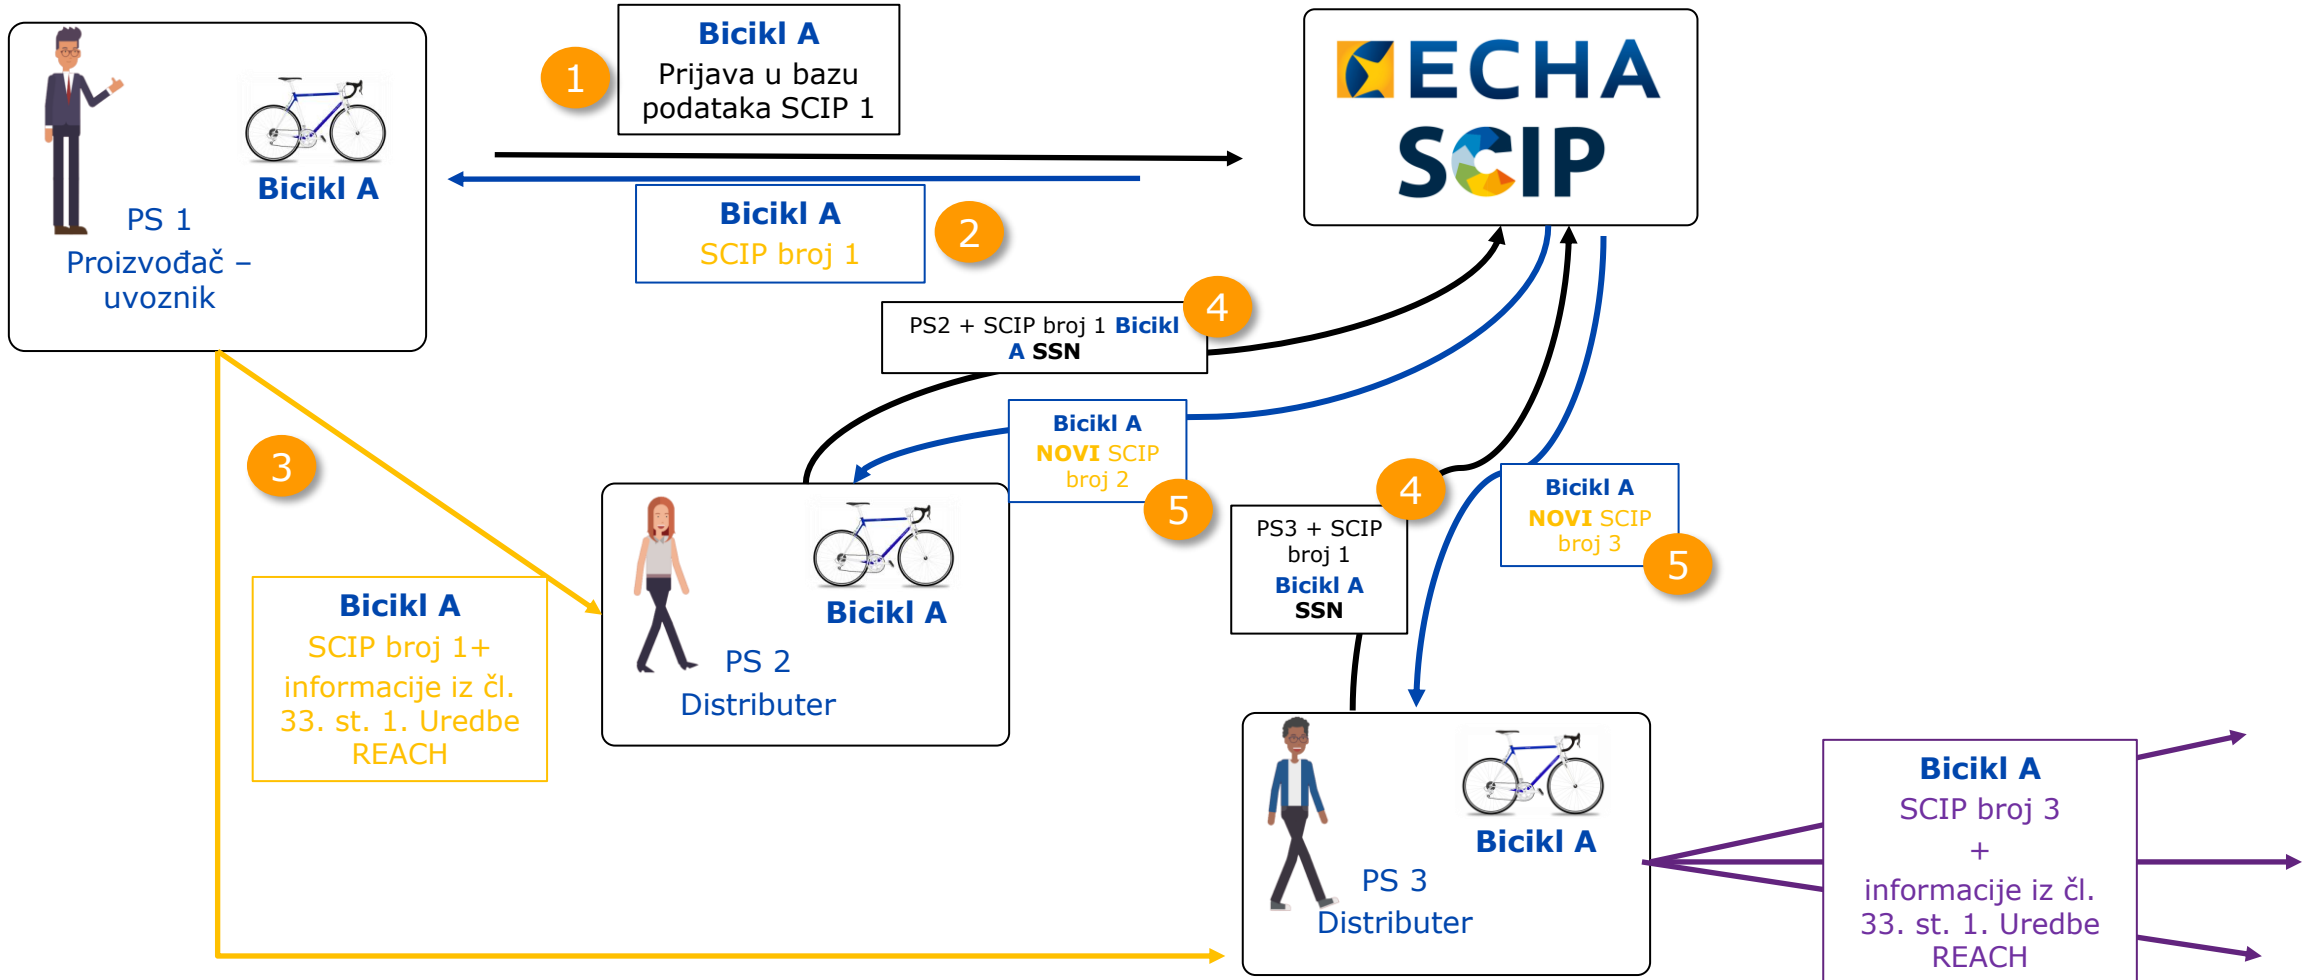 Bicikl A
PS 1
Proizvođač –
uvoznik
1
Bicikl A
Prijava u bazu
podataka SCIP 1
Bicikl A
SCIP broj 1
2
ECHA
SCIP
3
Bicikl A
SCIP broj 1+
informacije iz čl.
33. st. 1. Uredbe
REACH
4
PS2 + SCIP broj 1 Bicikl
A SSN
Bicikl A
NOVI SCIP
broj 2
5
Bicikl A
PS 2
Distributer
4
PS3 + SCIP
broj 1
Bicikl A
SSN
Bicikl A
NOVI SCIP
broj 3
5
Bicikl A
PS 3
Distributer
Bicikl A
SCIP broj 3
+
informacije iz čl.
33. st. 1. Uredbe
REACH